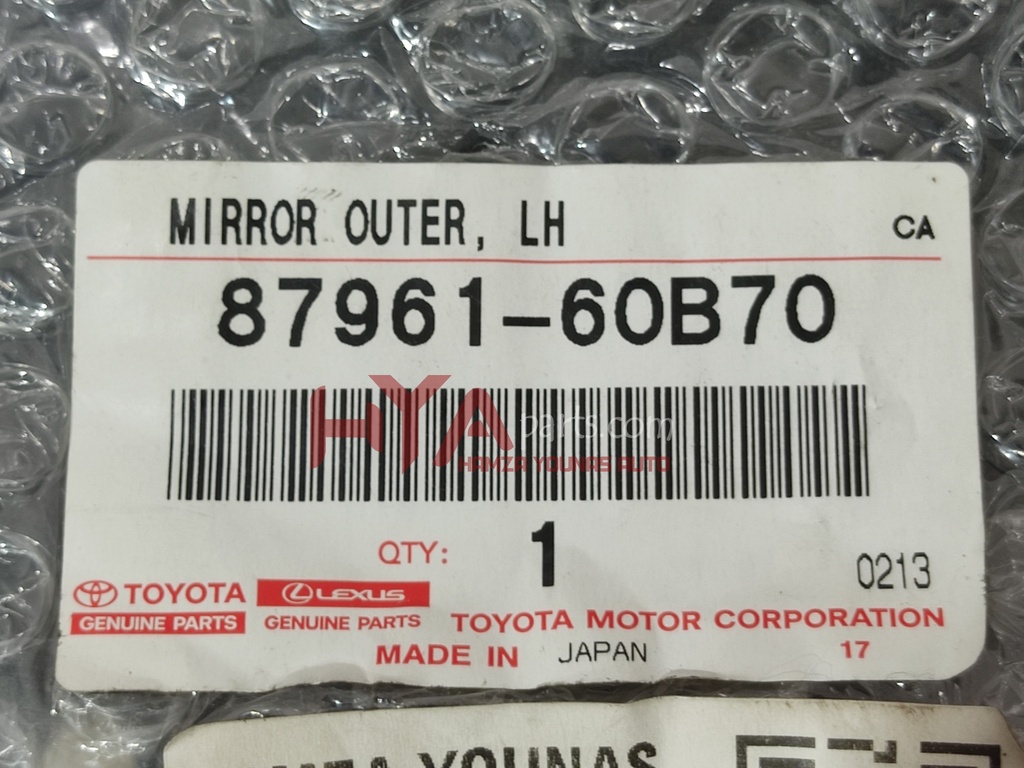 MIRROR OUTER, LH CA
87961-60B70
HYA parts.com
HAMZA YOUNAS AUTO
QTY: 1
0213
TOYOTA LEXUS
GENUINE PARTS GENUINE PARTS TOYOTA MOTOR CORPORATION
MADE IN JAPAN 17
YOUNAS